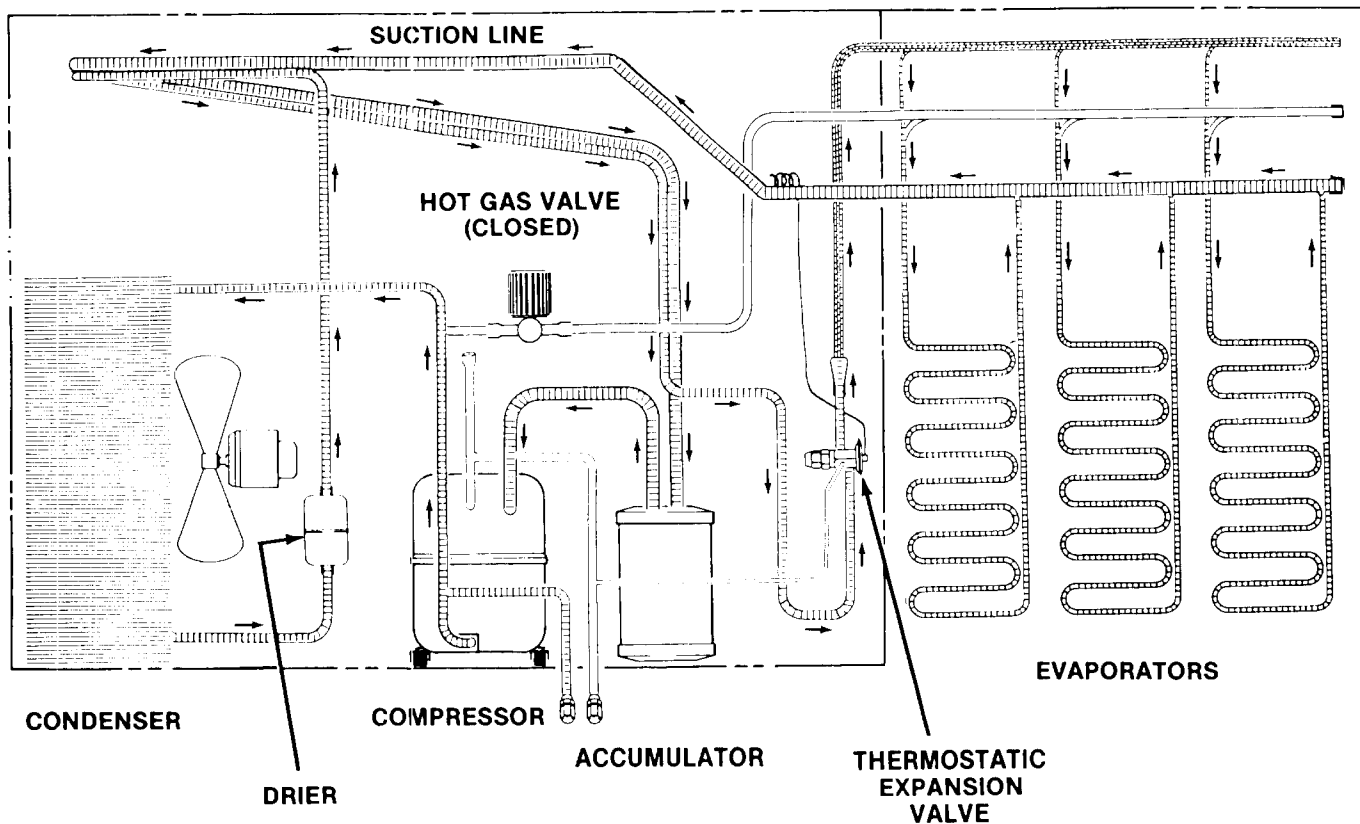 SUCTION LINE
HOT GAS VALVE
(CLOSED)
EVAPORATORS
CONDENSER
COMPRESSOR
ACCUMULATOR
THERMOSTATIC
EXPANSION
VALVE
DRIER